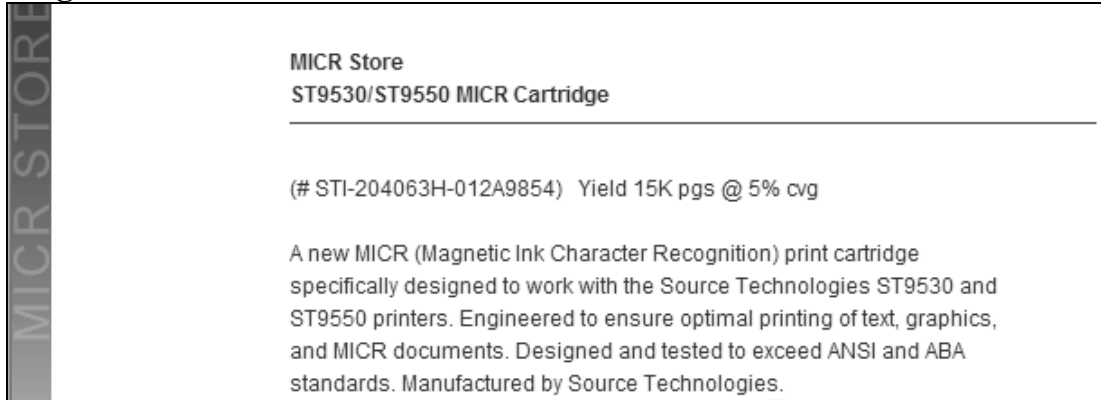 MICR STORE
MICR Store
ST9530/ST9550 MICR Cartridge
(# STI-204063H-012A9854) Yield 15K pgs @ 5% cvg
A new MICR (Magnetic Ink Character Recognition) print cartridge
specifically designed to work with the Source Technologies ST9530 and
ST9550 printers. Engineered to ensure optimal printing of text, graphics,
and MICR documents. Designed and tested to exceed ANSI and ABA
standards. Manufactured by Source Technologies.